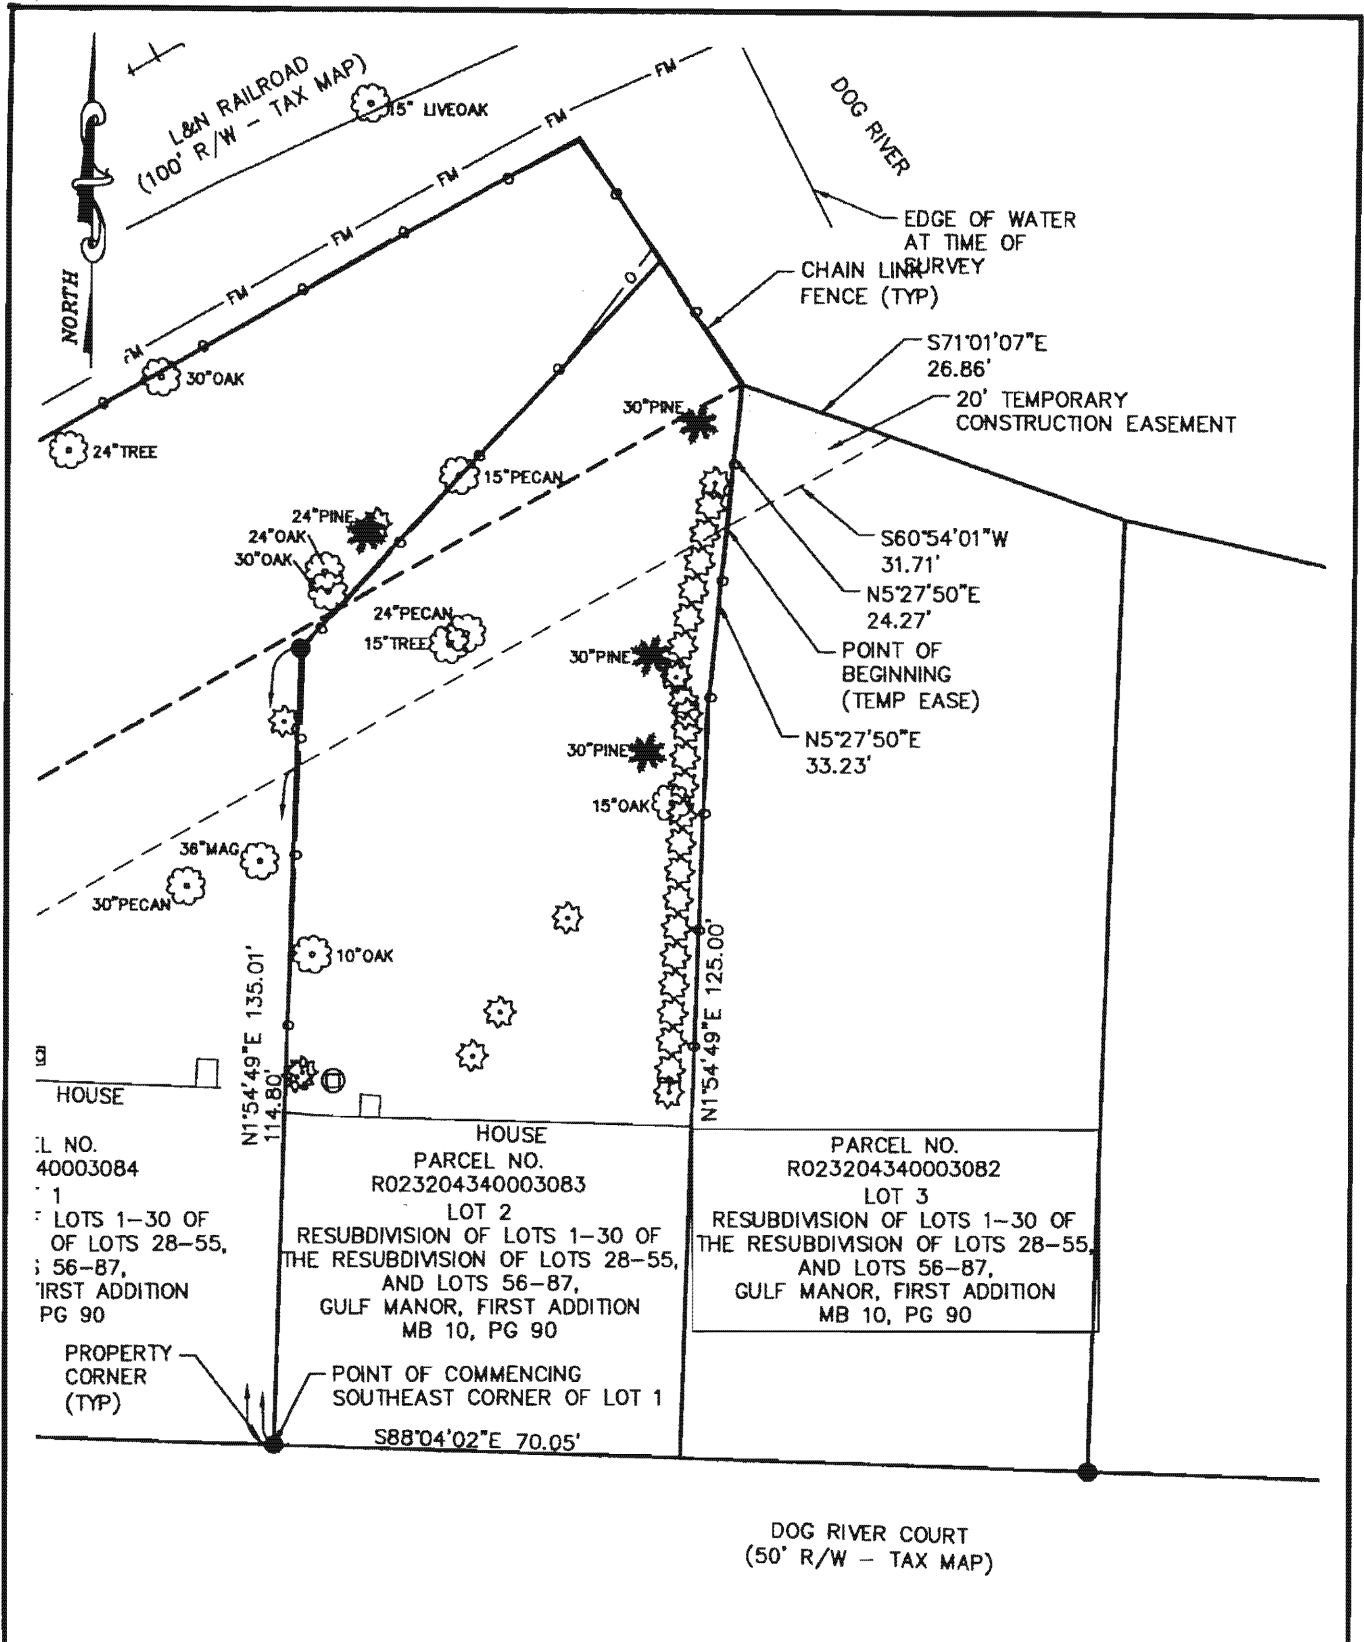 L&N RAILROAD
(100' R/W - TAX MAP)
15" LIVEOAK
FM
FM
FM
FM
FM
FM
DOG RIVER
EDGE OF WATER
AT TIME OF
SURVEY
CHAIN LINK
FENCE (TYP)
NORTH
S71°01'07"E
26.86'
20' TEMPORARY
CONSTRUCTION EASEMENT
30"OAK
30"PINE
24"TREE
15"PECAN
24"PINE
24"OAK
30"OAK
S60°54'01"W
31.71'
N5°27'50"E
24.27'
24"PECAN
15"TREE
30"PINE
POINT OF
BEGINNING
(TEMP EASE)
30"PINE
N5°27'50"E
33.23'
15"OAK
36"MAG
30"PECAN
10"OAK
N1°54'49"E 135.01'
114.80'
N1°54'49"E 125.00'
HOUSE
HOUSE
EL NO.
40003084
1
LOTS 1-30 OF
OF LOTS 28-55,
56-87,
FIRST ADDITION
PG 90
PARCEL NO.
R023204340003083
LOT 2
RESUBDIVISION OF LOTS 1-30 OF
THE RESUBDIVISION OF LOTS 28-55,
AND LOTS 56-87,
GULF MANOR, FIRST ADDITION
MB 10, PG 90
PARCEL NO.
R023204340003082
LOT 3
RESUBDIVISION OF LOTS 1-30 OF
THE RESUBDIVISION OF LOTS 28-55,
AND LOTS 56-87,
GULF MANOR, FIRST ADDITION
MB 10, PG 90
PROPERTY
CORNER
(TYP)
POINT OF COMMENCING
SOUTHEAST CORNER OF LOT 1
S88°04'02"E 70.05'
DOG RIVER COURT
(50' R/W - TAX MAP)